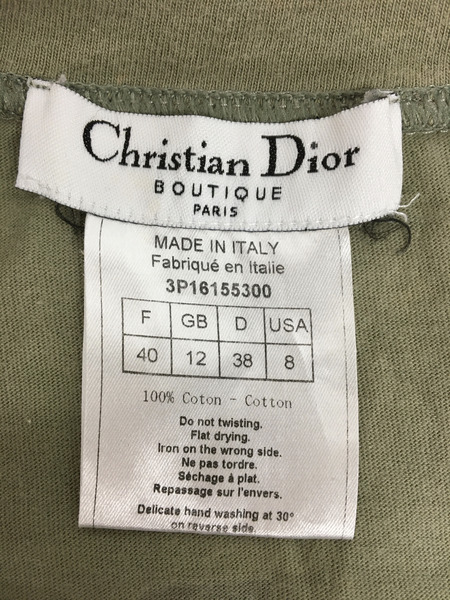 Christian Dior
BOUTIQUE
PARIS
MADE IN ITALY
Fabriqué en Italie
3P16155300
F GB D USA
40 12 38 8
100% Coton - Cotton
Do not twisting.
Flat drying.
Iron on the wrong side.
Ne pas tordre.
Séchage à plat.
Repassage sur l'envers.
Delicate hand washing at 30°
on reverse side.